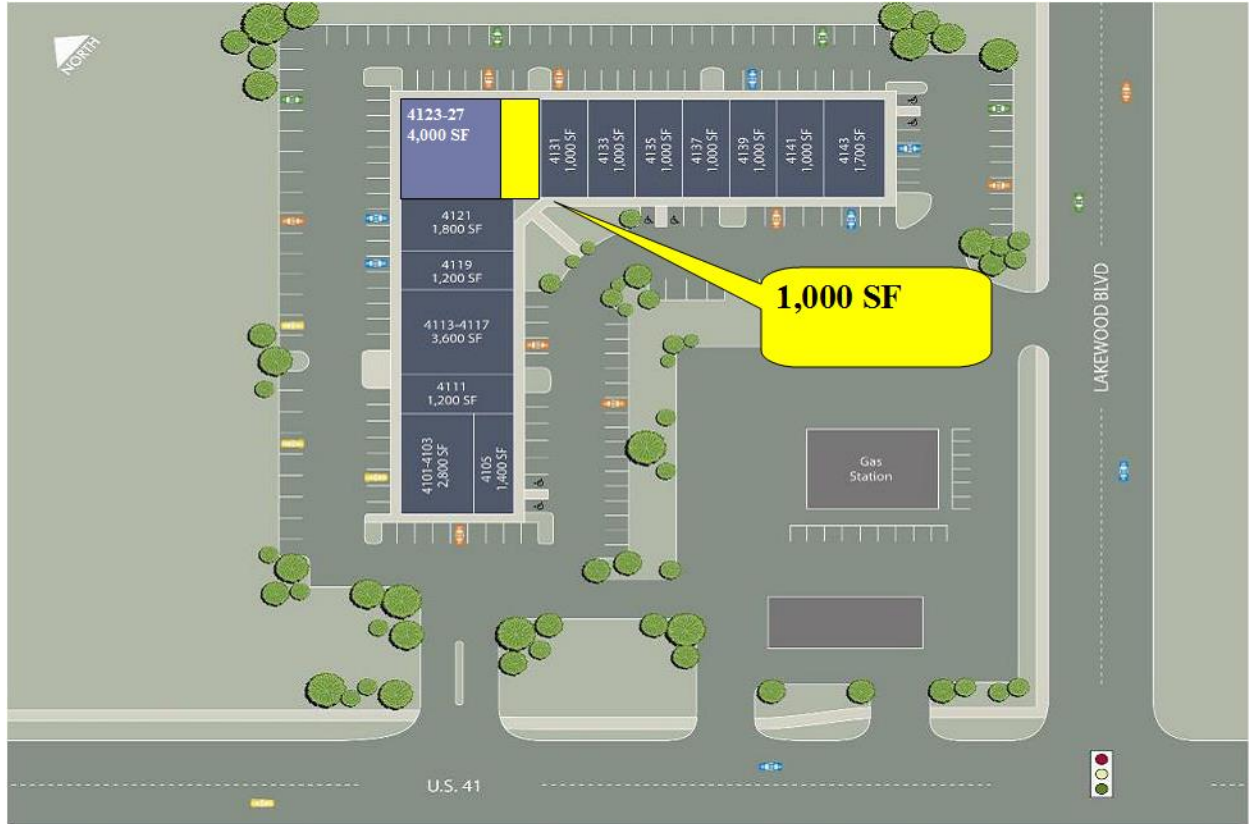 NORTH
4123-27
4,000 SF
4131
1,000 SF
4133
1,000 SF
4135
1,000 SF
4137
1,000 SF
4139
1,000 SF
4141
1,000 SF
4143
1,700 SF
4121
1,800 SF
4119
1,200 SF
4113-4117
3,600 SF
4111
1,200 SF
4101-4103
2,800 SF
4105
1,400 SF
1,000 SF
LAKEWOOD BLVD
Gas
Station
U.S. 41